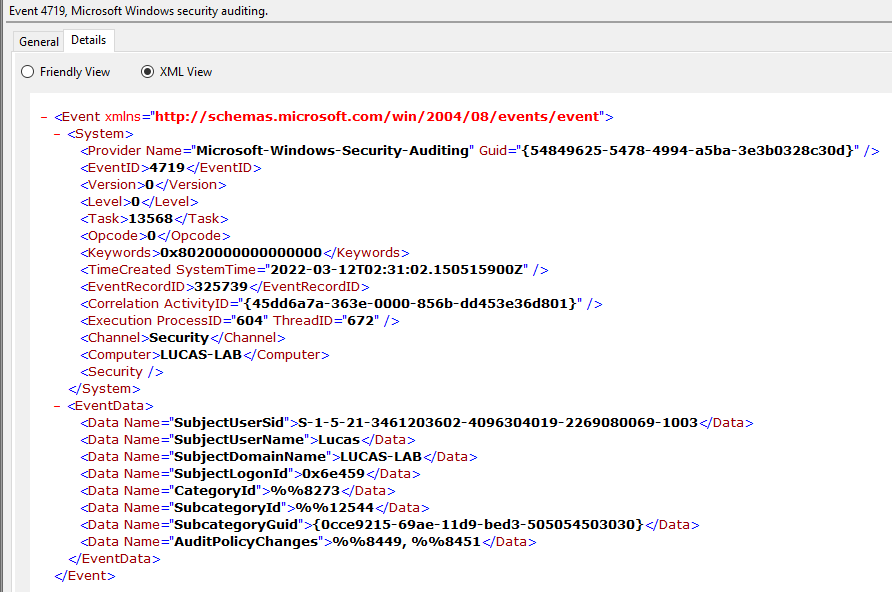 Event 4719, Microsoft Windows security auditing.
General Details
Friendly View XML View
- <Event xmlns="http://schemas.microsoft.com/win/2004/08/events/event">
- <System>
<Provider Name="Microsoft-Windows-Security-Auditing" Guid="{54849625-5478-4994-a5ba-3e3b0328c30d}" />
<EventID>4719</EventID>
<Version>0</Version>
<Level>0</Level>
<Task>13568</Task>
<Opcode>0</Opcode>
<Keywords>0x8020000000000000</Keywords>
<TimeCreated SystemTime="2022-03-12T02:31:02.150515900Z" />
<EventRecordID>325739</EventRecordID>
<Correlation ActivityID="{45dd6a7a-363e-0000-856b-dd453e36d801}" />
<Execution ProcessID="604" ThreadID="672" />
<Channel>Security</Channel>
<Computer>LUCAS-LAB</Computer>
<Security />
</System>
- <EventData>
<Data Name="SubjectUserSid">S-1-5-21-3461203602-4096304019-2269080069-1003</Data>
<Data Name="SubjectUserName">Lucas</Data>
<Data Name="SubjectDomainName">LUCAS-LAB</Data>
<Data Name="SubjectLogonId">0x6e459</Data>
<Data Name="CategoryId">%%8273</Data>
<Data Name="SubcategoryId">%%12544</Data>
<Data Name="SubcategoryGuid">{0cce9215-69ae-11d9-bed3-505054503030}</Data>
<Data Name="AuditPolicyChanges">%%8449, %%8451</Data>
</EventData>
</Event>